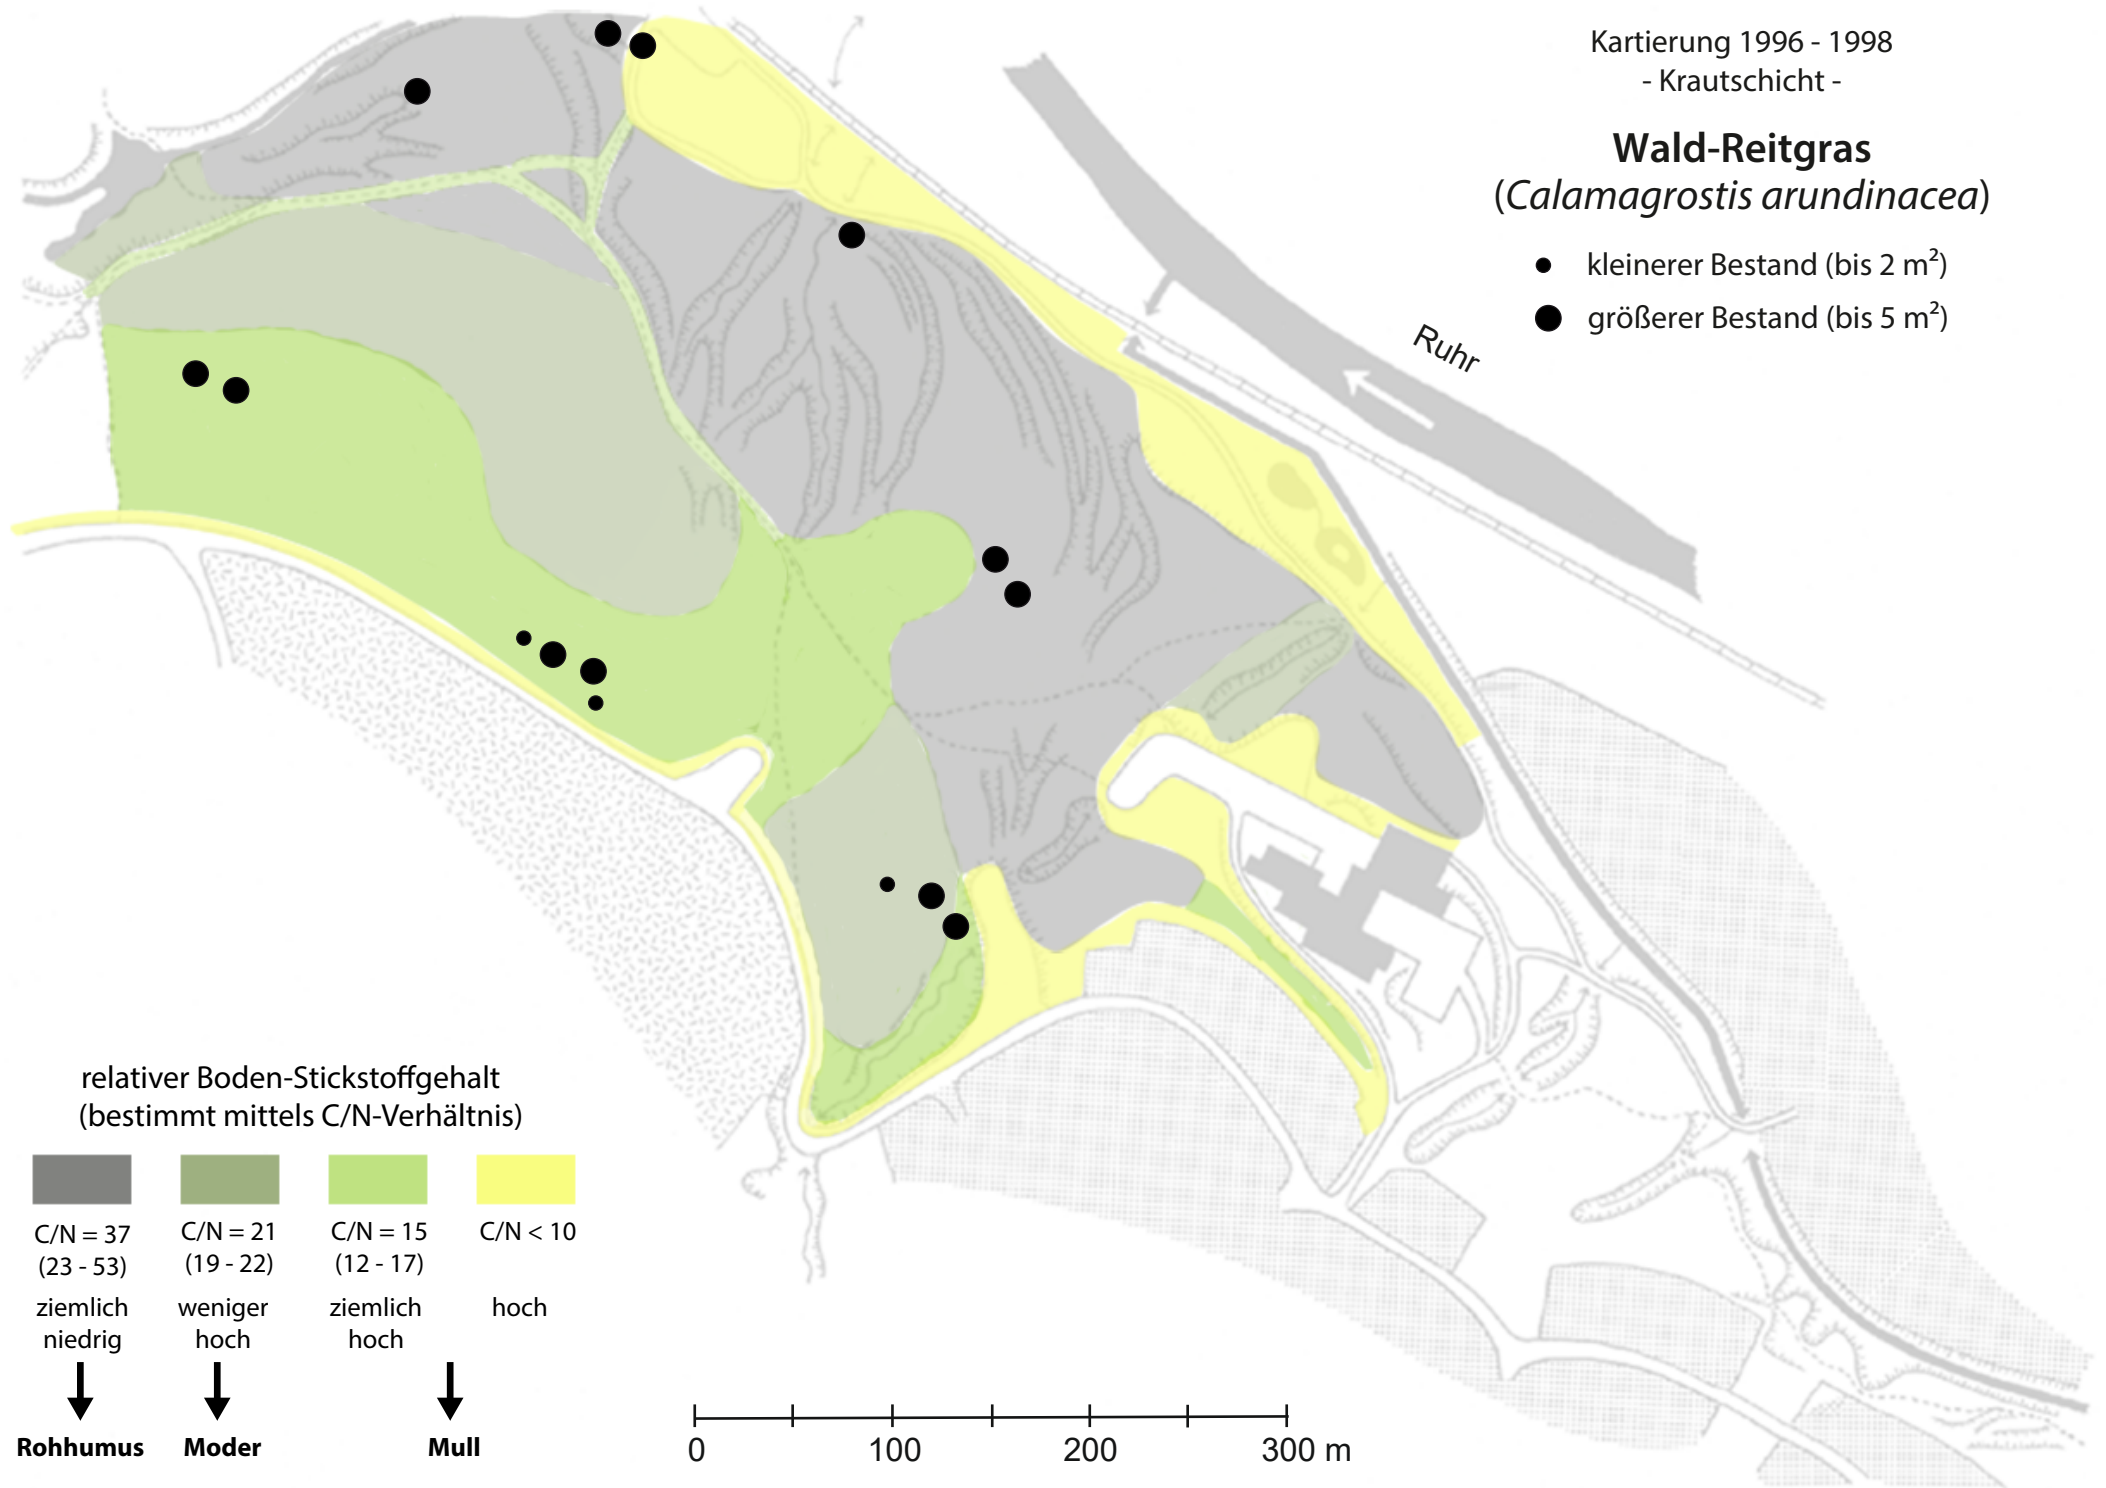 Kartierung 1996 - 1998
- Krautschicht -
Wald-Reitgras
(Calamagrostis arundinacea)
kleinerer Bestand (bis 2 m²)
größerer Bestand (bis 5 m²)
Ruhr
relativer Boden-Stickstoffgehalt
(bestimmt mittels C/N-Verhältnis)
C/N = 37 C/N = 21 C/N = 15 C/N < 10
(23 - 53) (19 - 22) (12 - 17)
ziemlich weniger ziemlich hoch
niedrig hoch hoch
Rohhumus Moder Mull
0 100 200 300 m